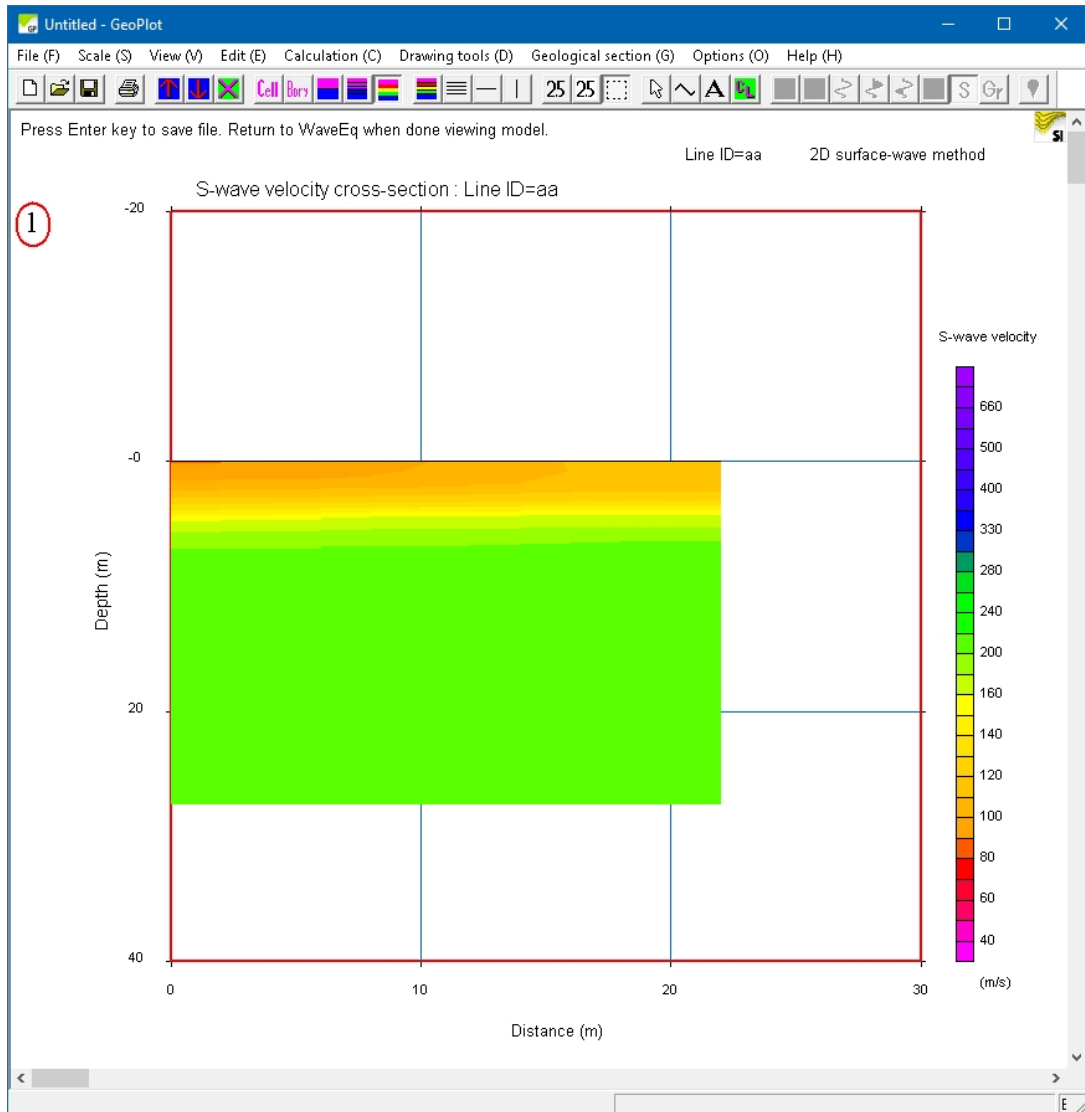 GP Untitled - GeoPlot
File (F) Scale (S) View (V) Edit (E) Calculation (C) Drawing tools (D) Geological section (G) Options (O) Help (H)
Cell Bory 25 25 A S Gr
Press Enter key to save file. Return to WaveEq when done viewing model.
SI
Line ID=aa 2D surface-wave method
S-wave velocity cross-section : Line ID=aa
1
-20
-0
20
40
Depth (m)
0 10 20 30
Distance (m)
S-wave velocity
660
500
400
330
280
240
200
160
140
120
100
80
60
40
(m/s)
E